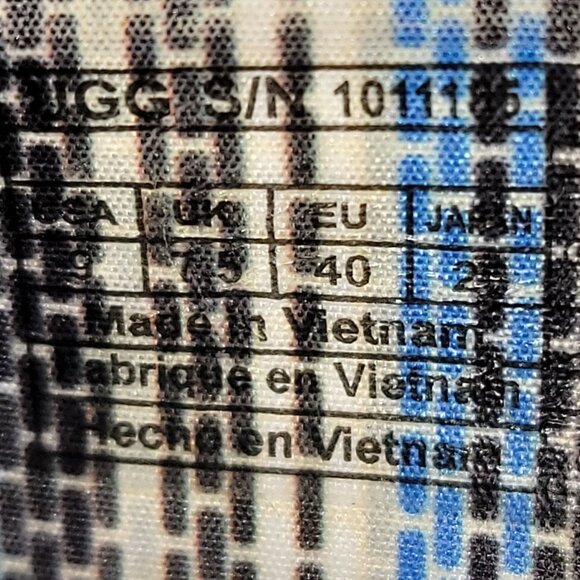 UGG S/N
USA UK EU JAPAN
9 7.5 40
Made in Vietnam
Fabrique en Vietnam
Hecho en Vietnam